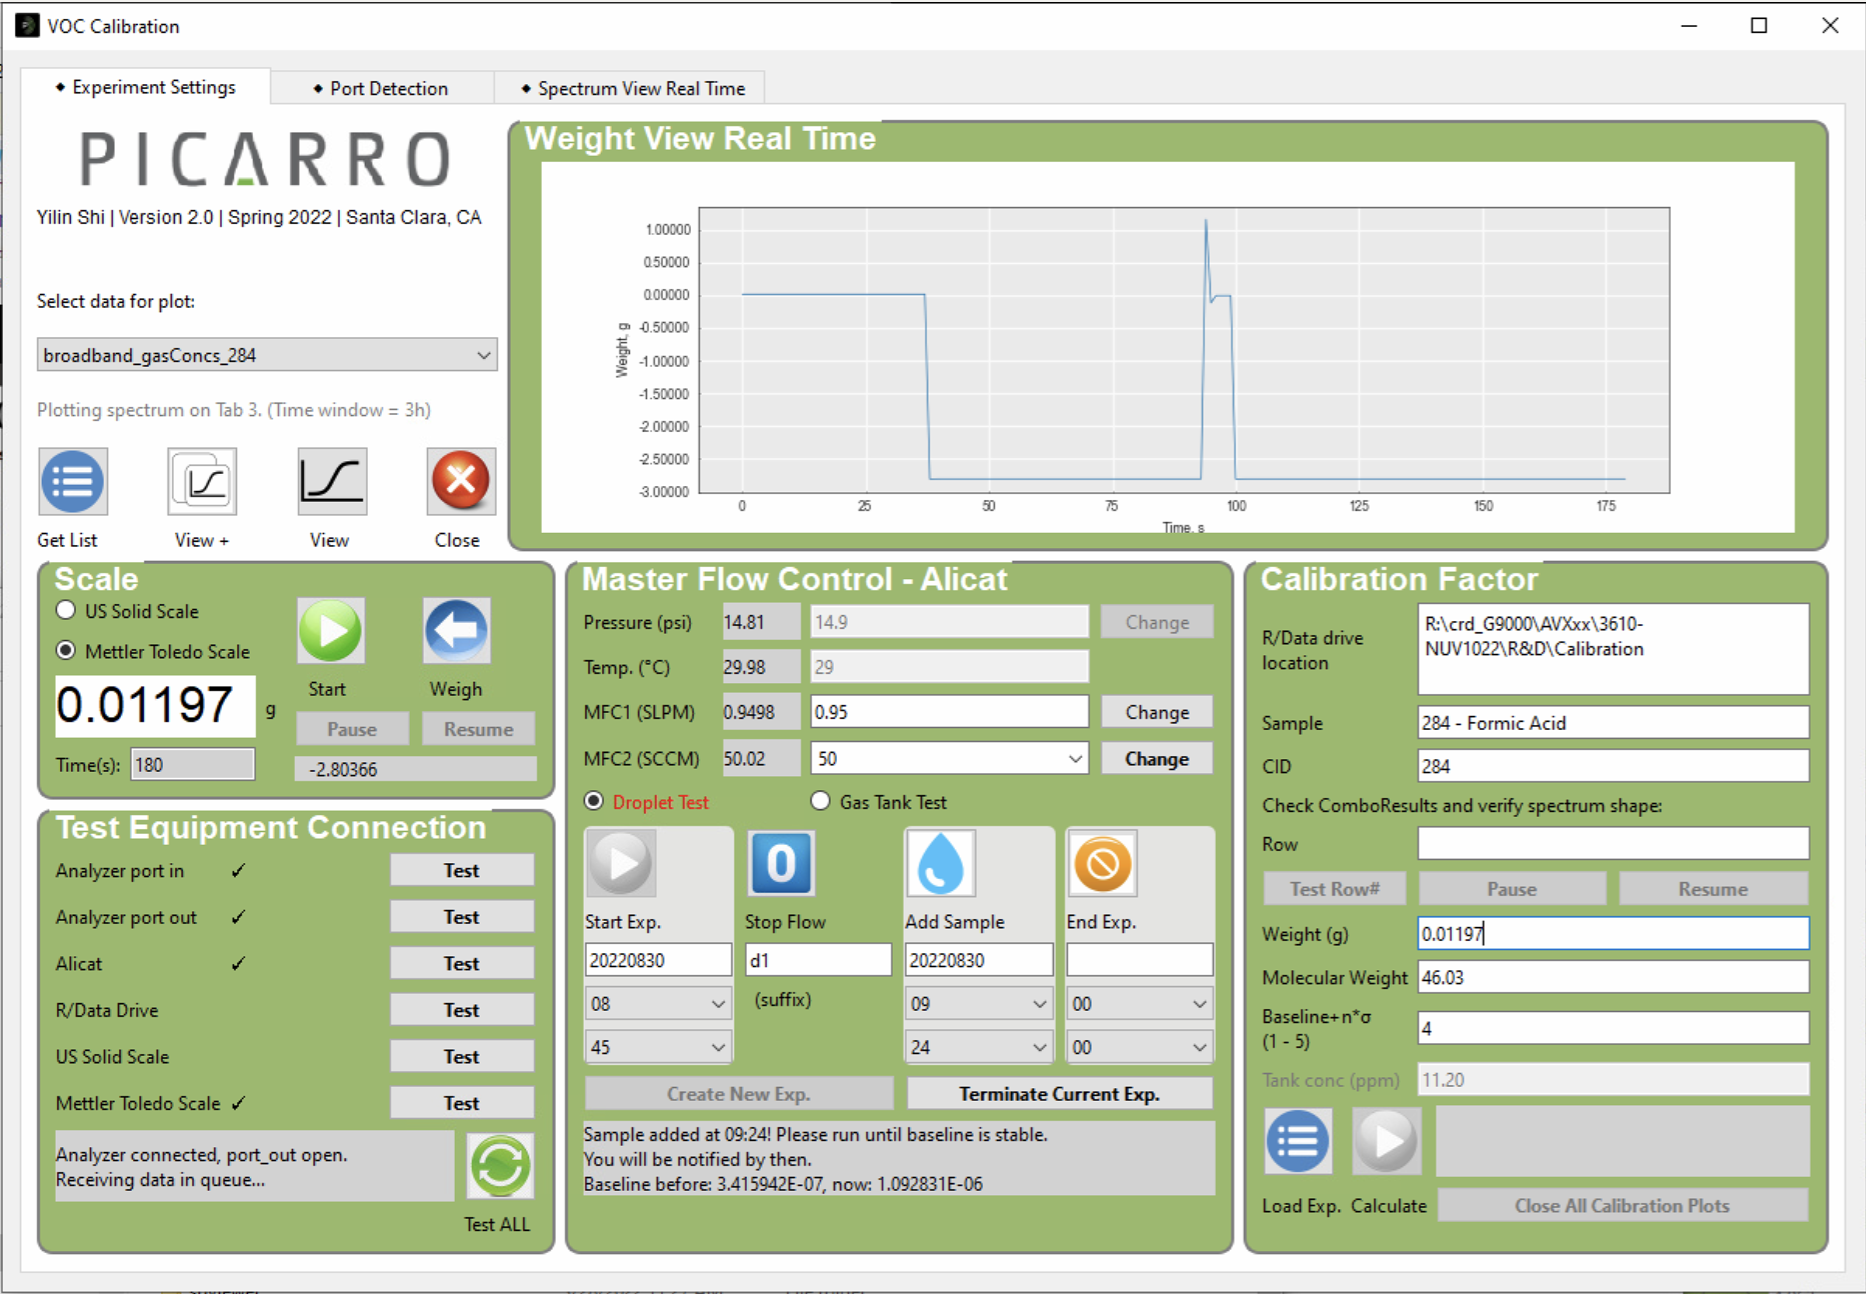 VOC Calibration
Experiment Settings
Port Detection
Spectrum View Real Time
PICARRO
Yilin Shi | Version 2.0 | Spring 2022 | Santa Clara, CA
Select data for plot:
broadband_gasConcs_284
Plotting spectrum on Tab 3. (Time window = 3h)
Get List
View +
View
Close
Weight View Real Time
1.00000
0.50000
0.00000
-0.50000
-1.00000
-1.50000
-2.00000
-2.50000
-3.00000
Weight, g
0
25
50
75
100
125
150
175
Time, s
Scale
US Solid Scale
Mettler Toledo Scale
0.01197
g
Time(s):
180
Start
Weigh
Pause
Resume
-2.80366
Test Equipment Connection
Analyzer port in ✓ Test
Analyzer port out ✓ Test
Alicat ✓ Test
R/Data Drive Test
US Solid Scale Test
Mettler Toledo Scale ✓ Test
Analyzer connected, port_out open.
Receiving data in queue...
Test ALL
Master Flow Control - Alicat
Pressure (psi) 14.81 14.9 Change
Temp. (°C) 29.98 29
MFC1 (SLPM) 0.9498 0.95 Change
MFC2 (SCCM) 50.02 50 Change
Droplet Test
Gas Tank Test
0
Start Exp.
Stop Flow
Add Sample
End Exp.
20220830
d1
20220830
08
(suffix)
09
00
45
24
00
Create New Exp.
Terminate Current Exp.
Sample added at 09:24! Please run until baseline is stable.
You will be notified by then.
Baseline before: 3.415942E-07, now: 1.092831E-06
Calibration Factor
R/Data drive
location
R:\crd_G9000\AVXxx\3610-
NUV1022\R&D\Calibration
Sample 284 - Formic Acid
CID 284
Check ComboResults and verify spectrum shape:
Row
Test Row#
Pause
Resume
Weight (g) 0.01197
Molecular Weight 46.03
Baseline+n*σ
(1 - 5)
4
Tank conc (ppm) 11.20
Load Exp.
Calculate
Close All Calibration Plots